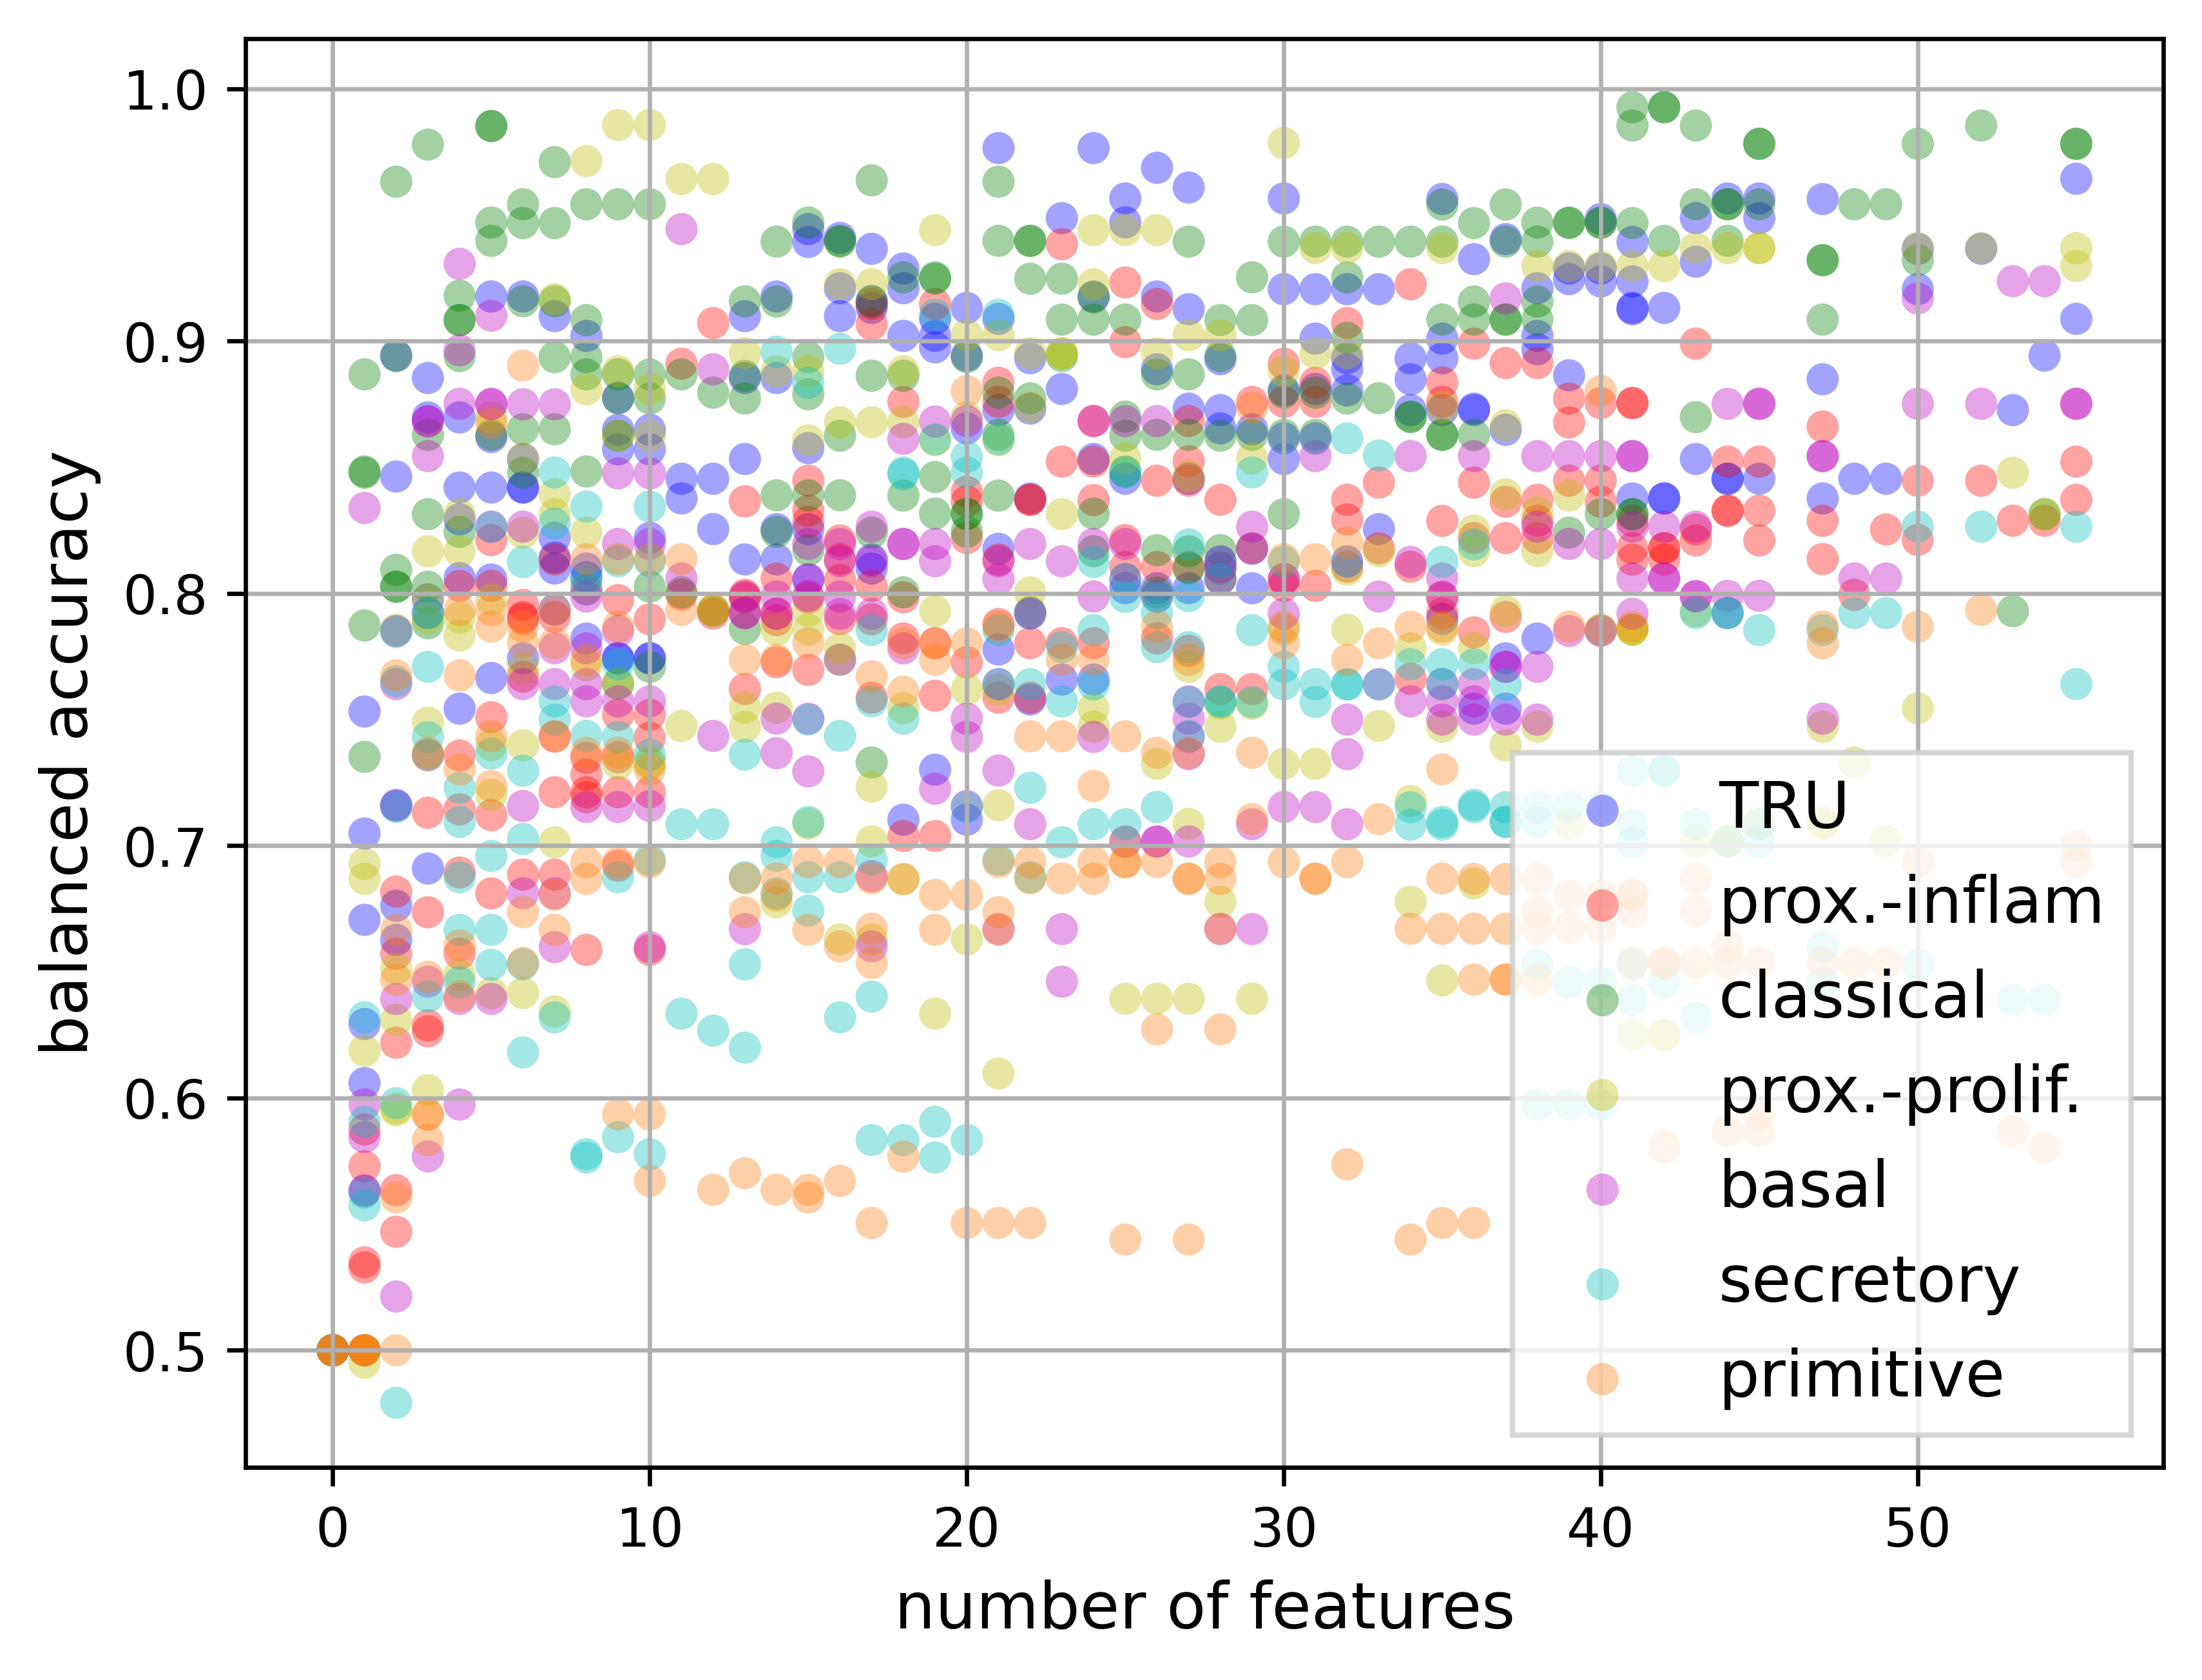 1.0
0.9
0.8
0.7
0.6
0.5
balanced accuracy
TRU
prox.-inflam
classical
prox.-prolif.
basal
secretory
primitive
0 10 20 30 40 50
number of features